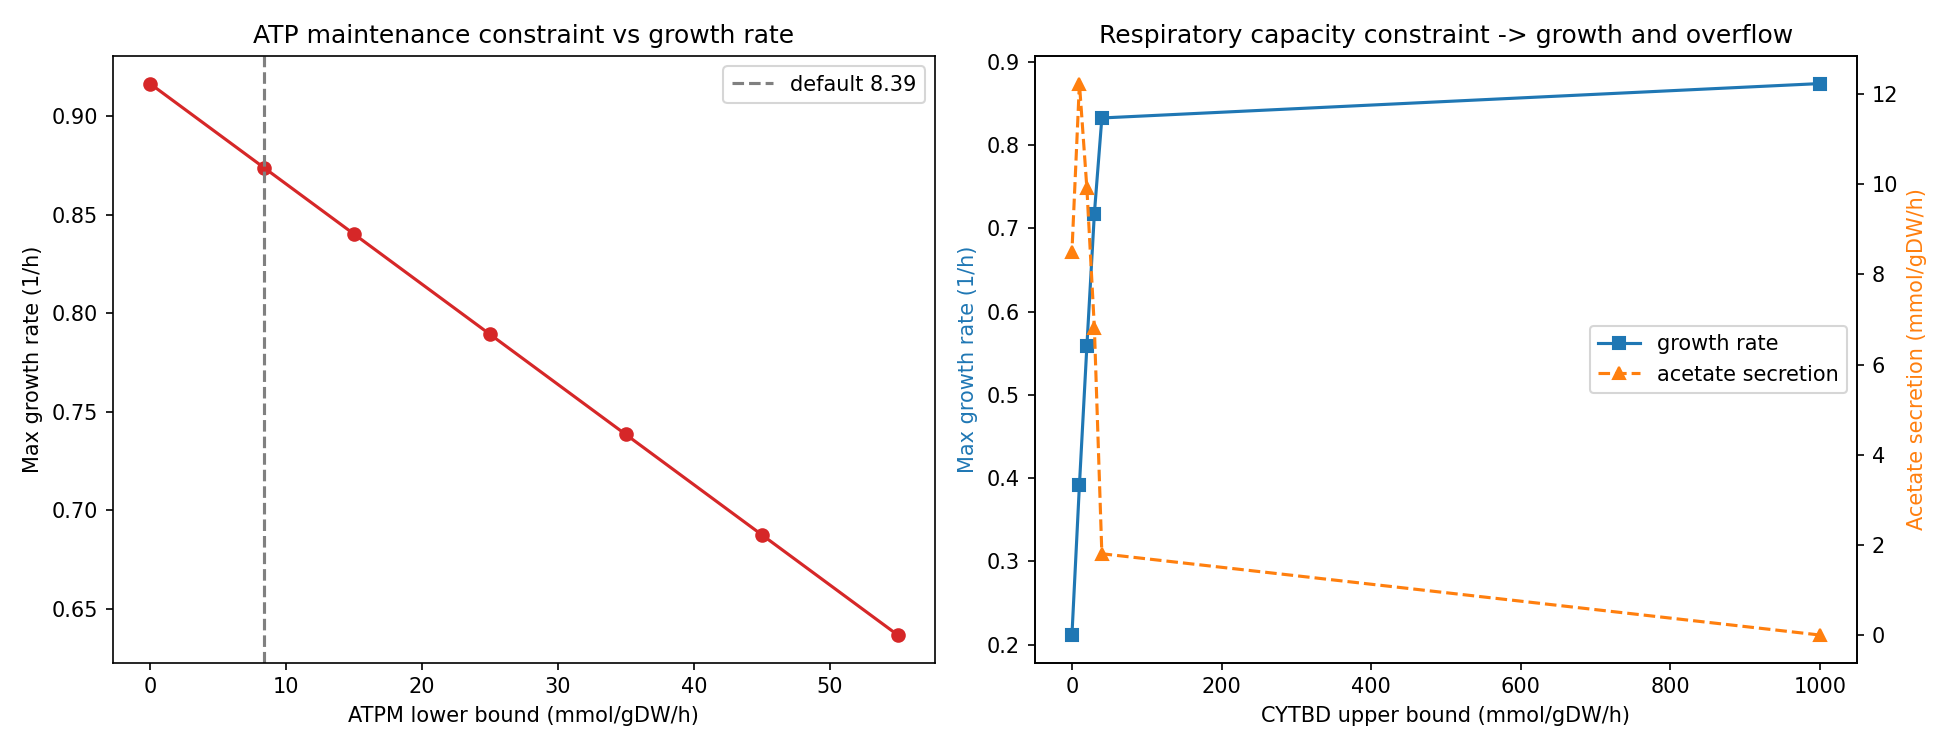 ATP maintenance constraint vs growth rate
default 8.39
Max growth rate (1/h)
0.90
0.85
0.80
0.75
0.70
0.65
0 10 20 30 40 50
ATPM lower bound (mmol/gDW/h)
Respiratory capacity constraint -> growth and overflow
growth rate
acetate secretion
Max growth rate (1/h)
0.9
0.8
0.7
0.6
0.5
0.4
0.3
0.2
0 200 400 600 800 1000
CYTBD upper bound (mmol/gDW/h)
12
10
8
6
4
2
0
Acetate secretion (mmol/gDW/h)